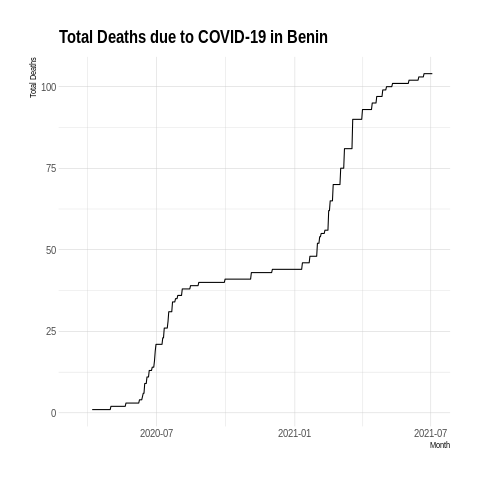 Total Deaths due to COVID-19 in Benin
Total Deaths
100
75
50
25
0
2020-07
2021-01
2021-07
Month